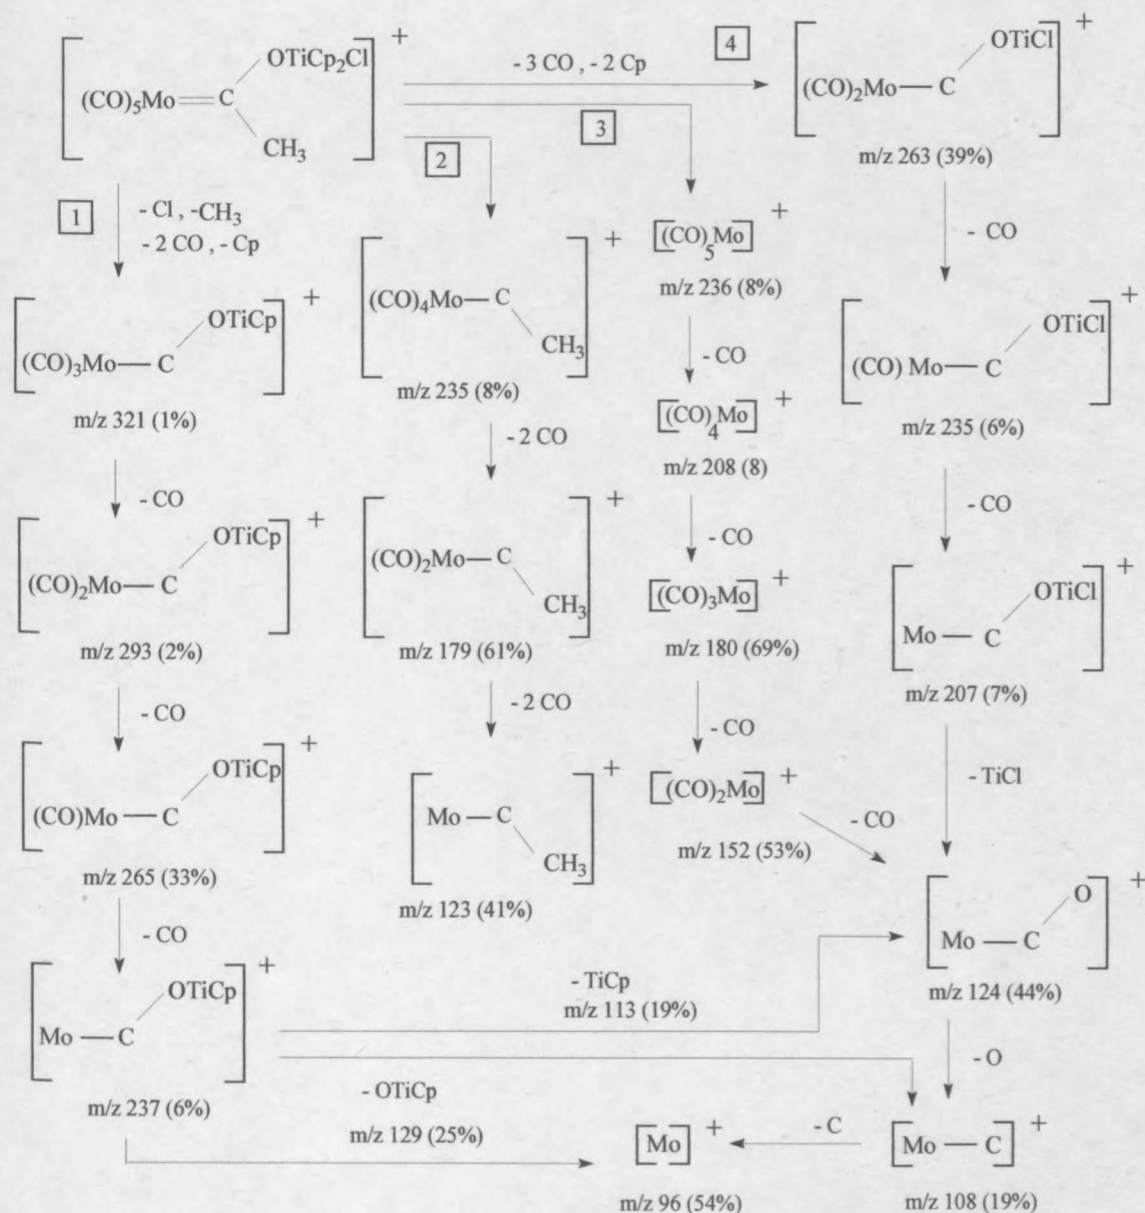 [(CO)5Mo=C OTiCp2Cl CH3]+
- 3 CO , - 2 Cp
4
[(CO)2Mo—C OTiCl]+
m/z 263 (39%)
3
2
1
- Cl , -CH3
- 2 CO , - Cp
[(CO)3Mo—C OTiCp]+
m/z 321 (1%)
- CO
[(CO)2Mo—C OTiCp]+
m/z 293 (2%)
- CO
[(CO)Mo—C OTiCp]+
m/z 265 (33%)
- CO
[Mo—C OTiCp]+
m/z 237 (6%)
[(CO)4Mo—C CH3]+
m/z 235 (8%)
- 2 CO
[(CO)2Mo—C CH3]+
m/z 179 (61%)
- 2 CO
[Mo—C CH3]+
m/z 123 (41%)
[(CO)5Mo]+
m/z 236 (8%)
- CO
[(CO)4Mo]+
m/z 208 (8)
- CO
[(CO)3Mo]+
m/z 180 (69%)
- CO
[(CO)2Mo]+
m/z 152 (53%)
- CO
- CO
[(CO) Mo—C OTiCl]+
m/z 235 (6%)
- CO
[Mo—C OTiCl]+
m/z 207 (7%)
- TiCl
[Mo—C O]+
m/z 124 (44%)
- O
- TiCp
m/z 113 (19%)
- OTiCp
m/z 129 (25%)
[Mo]+
m/z 96 (54%)
- C
[Mo—C]+
m/z 108 (19%)